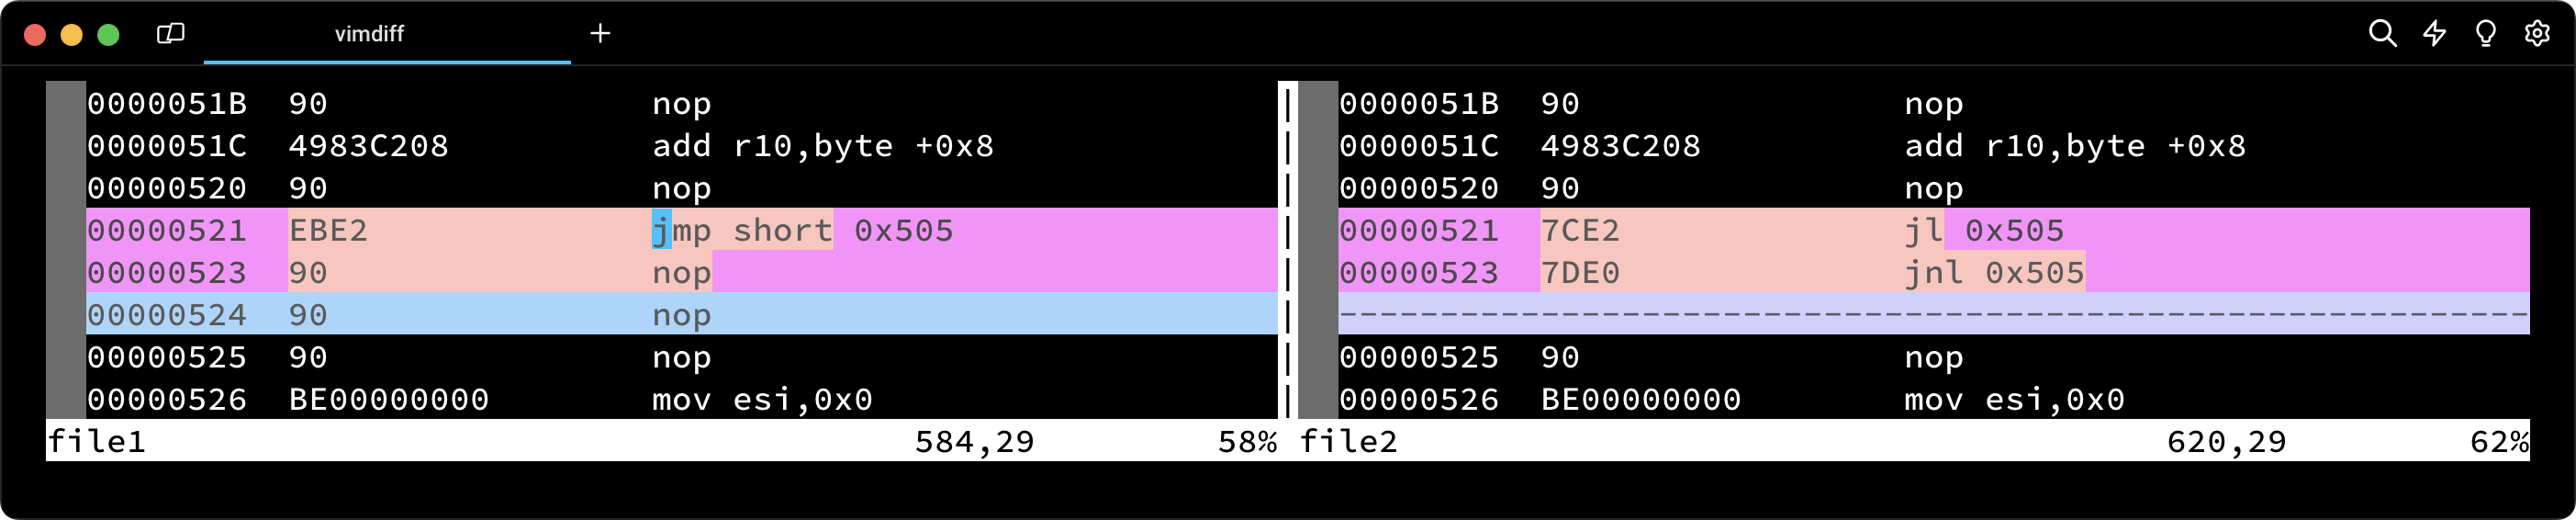 vimdiff +
0000051B 90 nop | 0000051B 90 nop
0000051C 4983C208 add r10,byte +0x8 | 0000051C 4983C208 add r10,byte +0x8
00000520 90 nop | 00000520 90 nop
00000521 EBE2 jmp short 0x505 | 00000521 7CE2 jl 0x505
00000523 90 nop | 00000523 7DE0 jnl 0x505
00000524 90 nop | -----------------------------------------------------------
00000525 90 nop | 00000525 90 nop
00000526 BE00000000 mov esi,0x0 | 00000526 BE00000000 mov esi,0x0
file1 584,29 58% file2 620,29 62%